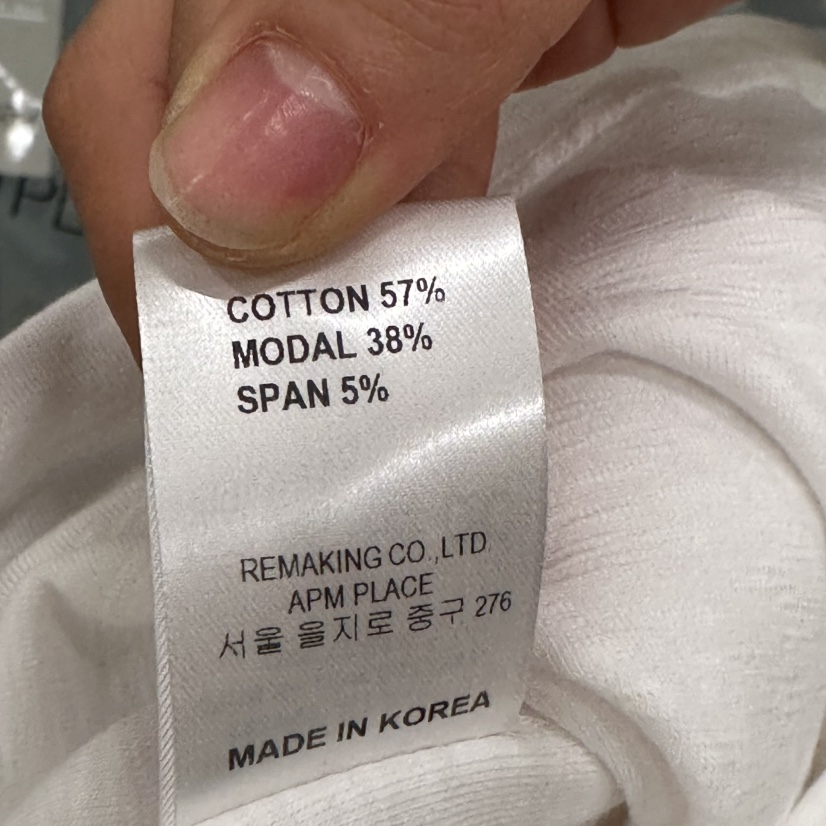 COTTON 57%
MODAL 38%
SPAN 5%
REMAKING CO.,LTD.
APM PLACE
서울 을지로 중구 276
MADE IN KOREA